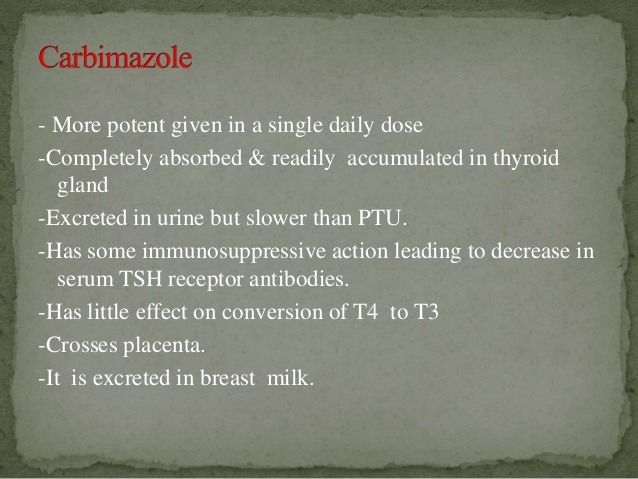 Carbimazole
- More potent given in a single daily dose
-Completely absorbed & readily accumulated in thyroid
gland
-Excreted in urine but slower than PTU.
-Has some immunosuppressive action leading to decrease in
serum TSH receptor antibodies.
-Has little effect on conversion of T4 to T3
-Crosses placenta.
-It is excreted in breast milk.